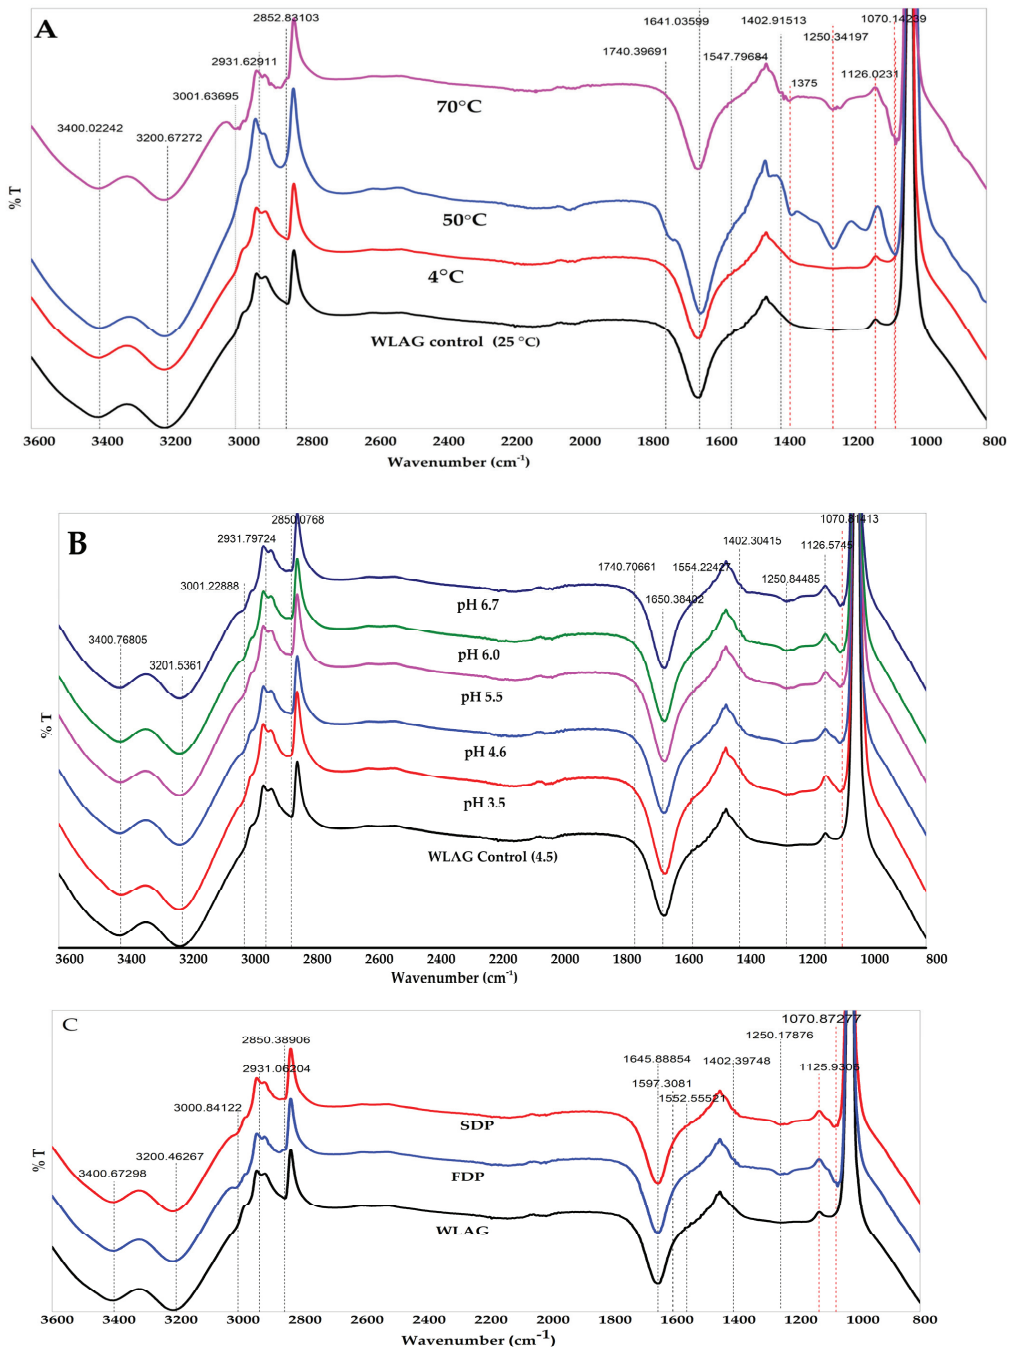 A
2852.83103
1641.03599
1402.91513
1070.14239
1250.34197
1740.39691
1547.79684
2931.62911
1126.0231
1375
3001.63695
70°C
3400.02242
3200.67272
% T
50°C
4°C
WLAG control (25 °C)
3600 3400 3200 3000 2800 2600 2400 2200 2000 1800 1600 1400 1200 1000 800
Wavenumber (cm-1)
B
2850.0768
1070.81413
2931.79724
1402.30415
1126.5745
1740.70661
1554.22427
1250.84485
3001.22888
1650.38402
pH 6.7
3400.76805
pH 6.0
3201.5361
pH 5.5
% T
pH 4.6
pH 3.5
WLAG Control (4.5)
3600 3400 3200 3000 2800 2600 2400 2200 2000 1800 1600 1400 1200 1000 800
Wavenumber (cm-1)
C
1070.87277
2850.38906
1250.17876
1645.88854
1402.39748
2931.06204
1125.9306
1597.3081
1552.55521
3000.84122
SDP
3200.46267
% T
3400.67298
FDP
WLAG
3600 3400 3200 3000 2800 2600 2400 2200 2000 1800 1600 1400 1200 1000 800
Wavenumber (cm-1)